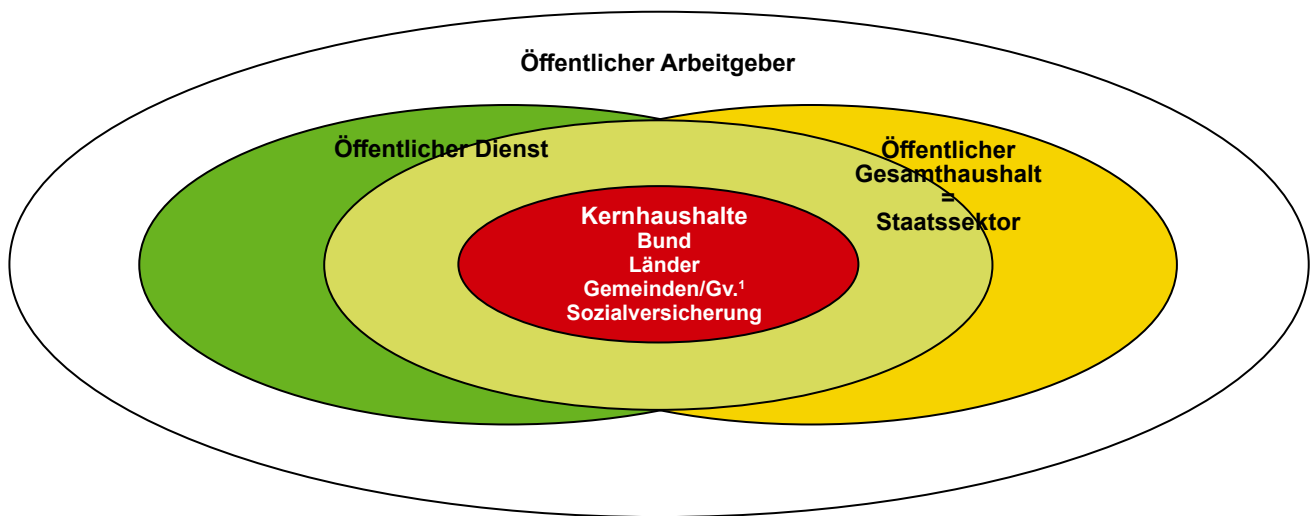 Öffentlicher Arbeitgeber
Öffentlicher Dienst
Öffentlicher
Gesamthaushalt
=
Staatssektor
Kernhaushalte
Bund
Länder
Gemeinden/Gv.¹
Sozialversicherung